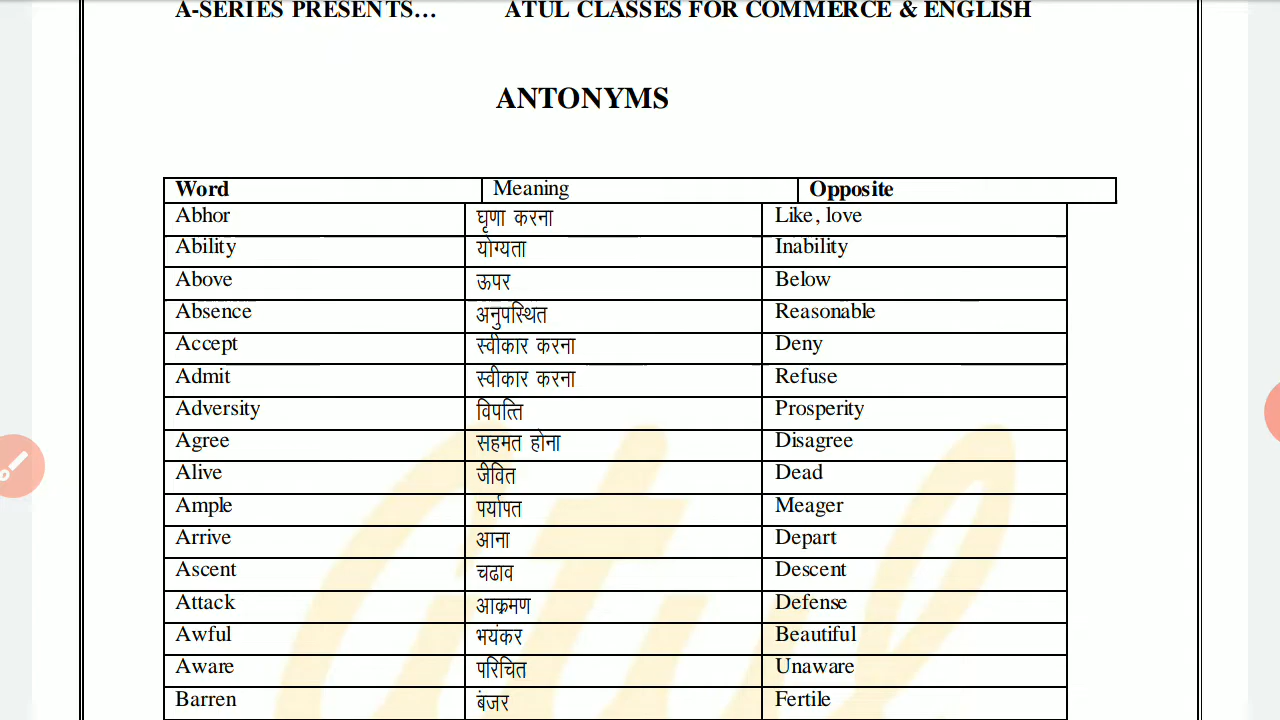 A-SERIES PRESENTS... ATUL CLASSES FOR COMMERCE & ENGLISH
ANTONYMS
Word Meaning Opposite
Abhor घृणा करना Like, love
Ability योग्यता Inability
Above ऊपर Below
Absence अनुपस्थित Reasonable
Accept स्वीकार करना Deny
Admit स्वीकार करना Refuse
Adversity विपत्ति Prosperity
Agree सहमत होना Disagree
Alive जीवित Dead
Ample पर्यापत Meager
Arrive आना Depart
Ascent चढाव Descent
Attack आक्रमण Defense
Awful भयंकर Beautiful
Aware परिचित Unaware
Barren बंजर Fertile
Atul